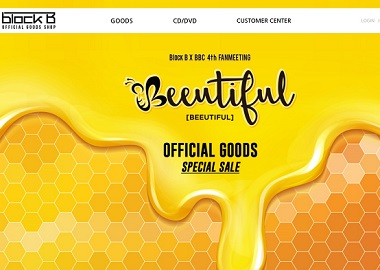 block B
OFFICIAL GOODS SHOP
GOODS
CD/DVD
CUSTOMER CENTER
LOGIN
Block B X BBC 4th FANMEETING
Beeutiful
[BEEUTIFUL]
OFFICIAL GOODS
SPECIAL SALE